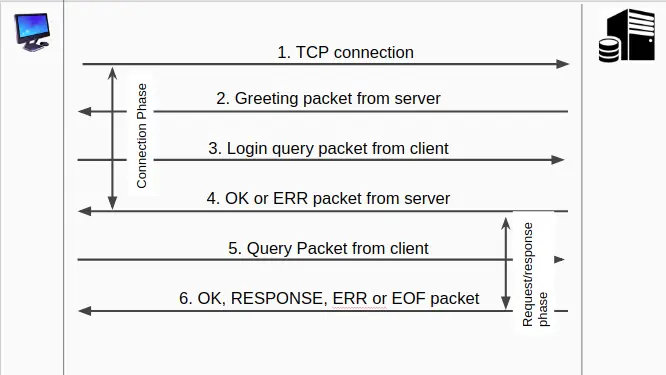 1. TCP connection
2. Greeting packet from server
Connection Phase
3. Login query packet from client
4. OK or ERR packet from server
5. Query Packet from client
Request/response
phase
6. OK, RESPONSE, ERR or EOF packet